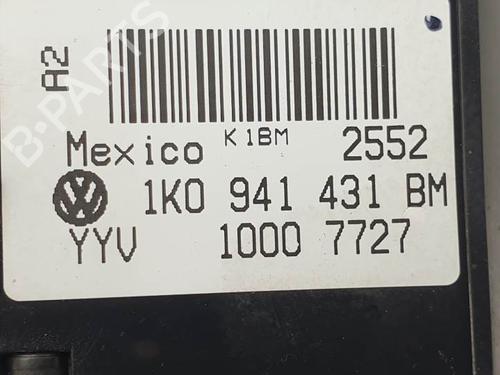 A2
K1BM
Mexico 2552
1K0 941 431 BM
YYV 1000 7727
B-PARTS